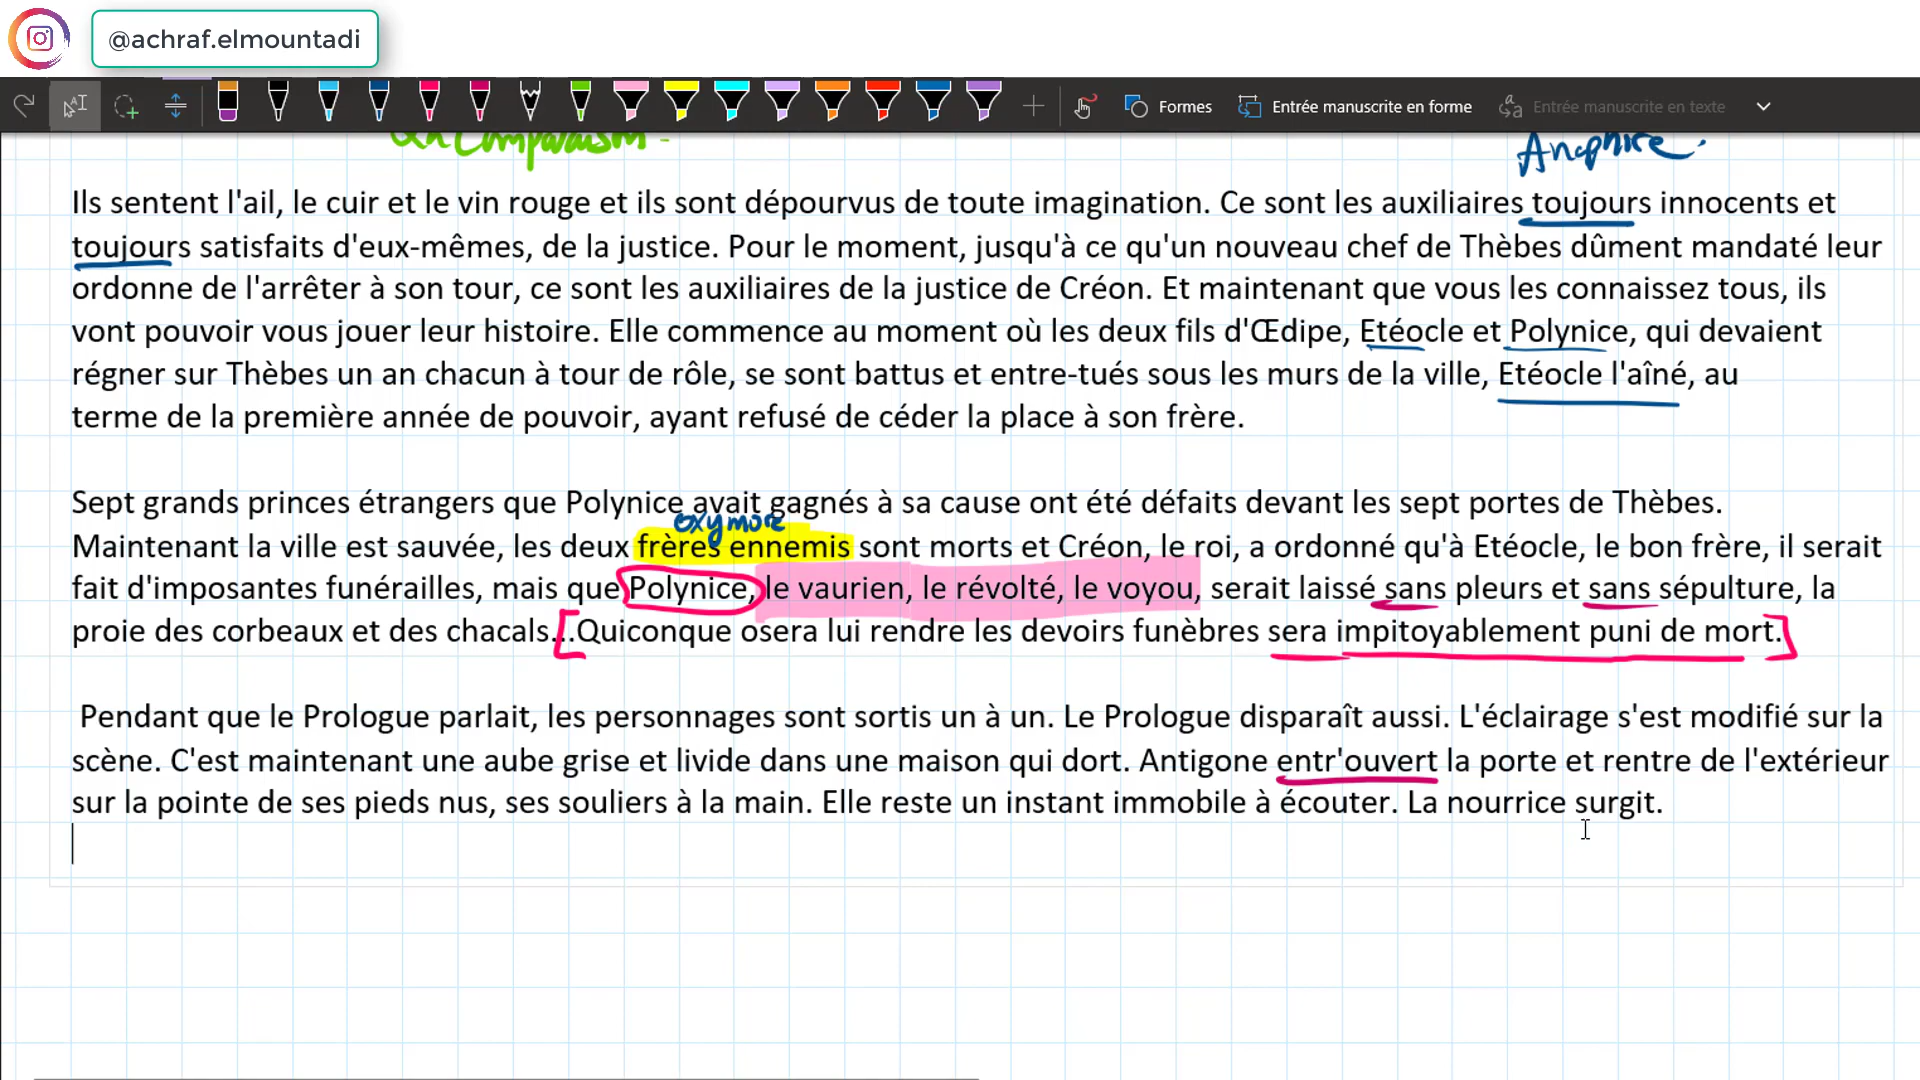 @achraf.elmountadi
Formes
Entrée manuscrite en forme
Entrée manuscrite en texte
Comparaison
Anaphore
Ils sentent l'ail, le cuir et le vin rouge et ils sont dépourvus de toute imagination. Ce sont les auxiliaires toujours innocents et
toujours satisfaits d'eux-mêmes, de la justice. Pour le moment, jusqu'à ce qu'un nouveau chef de Thèbes dûment mandaté leur
ordonne de l'arrêter à son tour, ce sont les auxiliaires de la justice de Créon. Et maintenant que vous les connaissez tous, ils
vont pouvoir vous jouer leur histoire. Elle commence au moment où les deux fils d'Œdipe, Etéocle et Polynice, qui devaient
régner sur Thèbes un an chacun à tour de rôle, se sont battus et entre-tués sous les murs de la ville, Etéocle l'aîné, au
terme de la première année de pouvoir, ayant refusé de céder la place à son frère.
Sept grands princes étrangers que Polynice avait gagnés à sa cause ont été défaits devant les sept portes de Thèbes.
oxymore
Maintenant la ville est sauvée, les deux frères ennemis sont morts et Créon, le roi, a ordonné qu'à Etéocle, le bon frère, il serait
fait d'imposantes funérailles, mais que Polynice, le vaurien, le révolté, le voyou, serait laissé sans pleurs et sans sépulture, la
proie des corbeaux et des chacals...Quiconque osera lui rendre les devoirs funèbres sera impitoyablement puni de mort.
Pendant que le Prologue parlait, les personnages sont sortis un à un. Le Prologue disparaît aussi. L'éclairage s'est modifié sur la
scène. C'est maintenant une aube grise et livide dans une maison qui dort. Antigone entr'ouvert la porte et rentre de l'extérieur
sur la pointe de ses pieds nus, ses souliers à la main. Elle reste un instant immobile à écouter. La nourrice surgit.